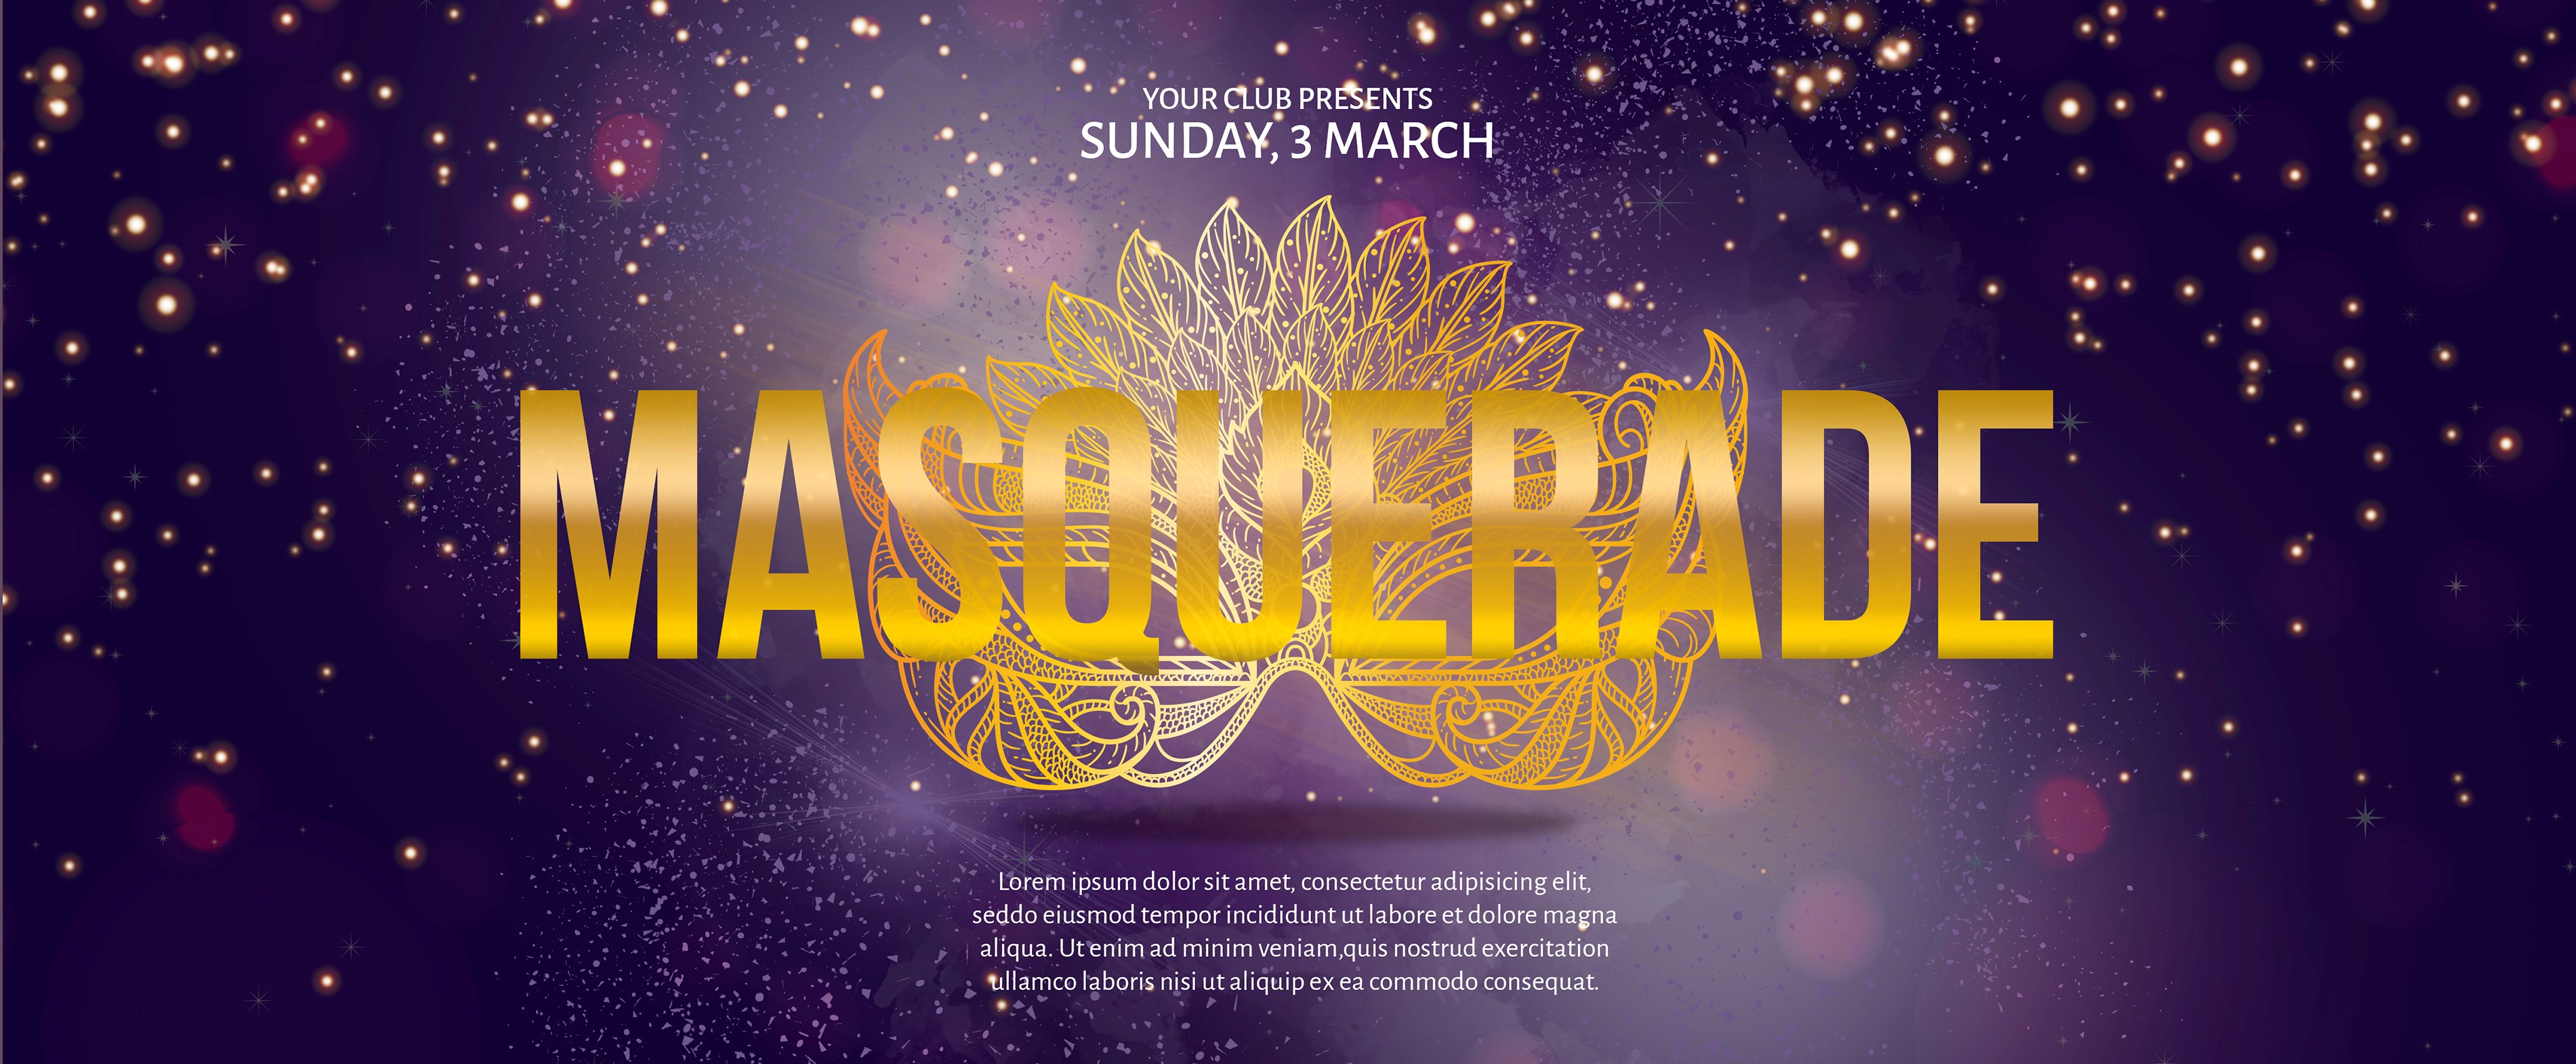 YOUR CLUB PRESENTS
SUNDAY, 3 MARCH
MASQUERADE
Lorem ipsum dolor sit amet, consectetur adipisicing elit,
seddo eiusmod tempor incididunt ut labore et dolore magna
aliqua. Ut enim ad minim veniam,quis nostrud exercitation
ullamco laboris nisi ut aliquip ex ea commodo consequat.